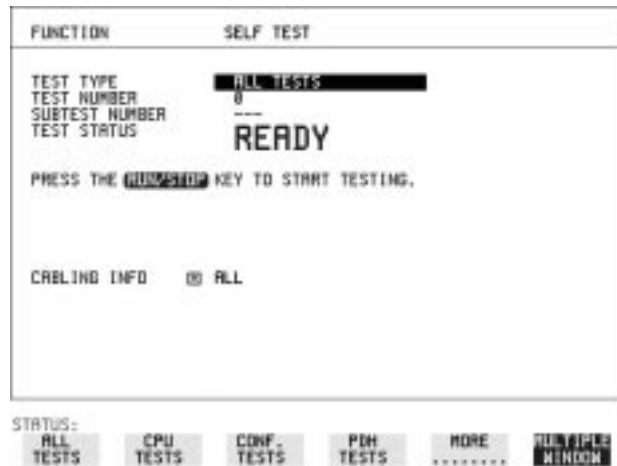 FUNCTION SELF TEST
TEST TYPE ALL TESTS
TEST NUMBER 0
SUBTEST NUMBER ---
TEST STATUS READY
PRESS THE RUN/STOP KEY TO START TESTING.
CABLING INFO ALL
STATUS:
ALL TESTS CPU TESTS CONF. TESTS PDH TESTS MORE ........ MULTIPLE WINDOW